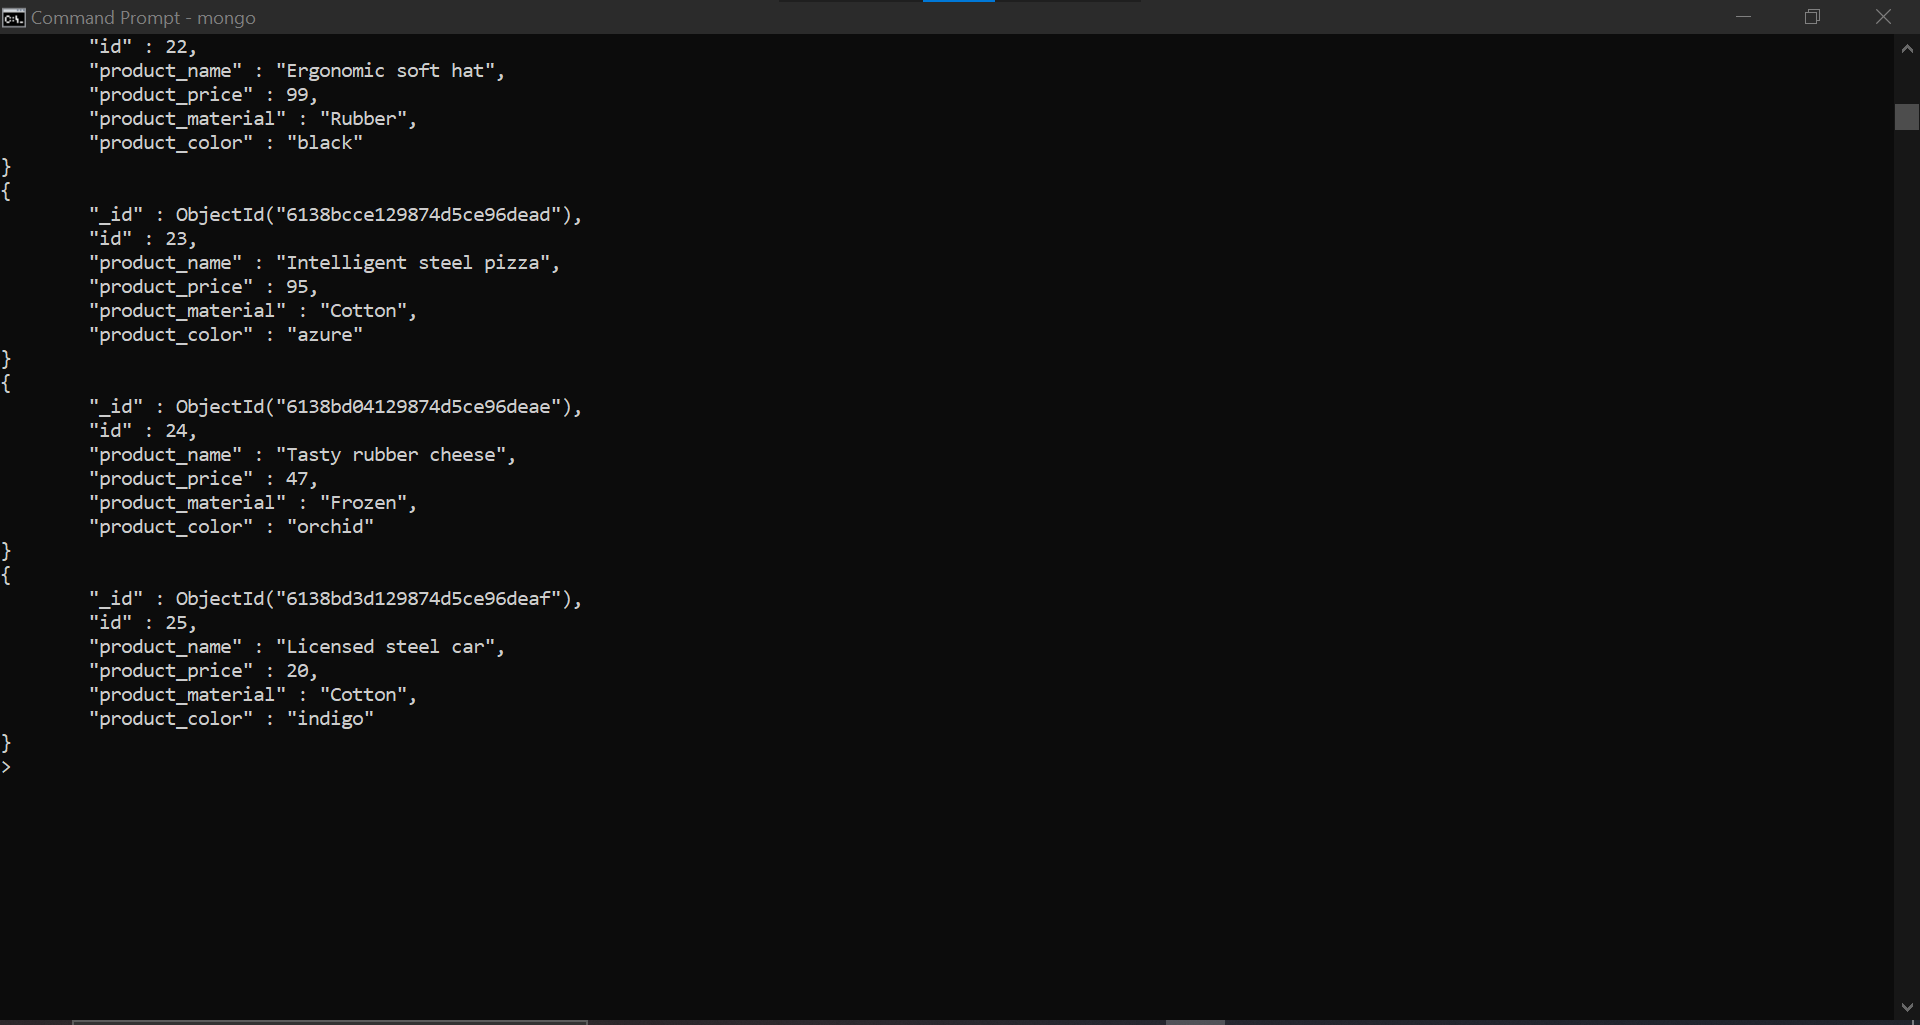 Command Prompt - mongo
"id" : 22,
"product_name" : "Ergonomic soft hat",
"product_price" : 99,
"product_material" : "Rubber",
"product_color" : "black"
}
{
"_id" : ObjectId("6138bcce129874d5ce96dead"),
"id" : 23,
"product_name" : "Intelligent steel pizza",
"product_price" : 95,
"product_material" : "Cotton",
"product_color" : "azure"
}
{
"_id" : ObjectId("6138bd04129874d5ce96deae"),
"id" : 24,
"product_name" : "Tasty rubber cheese",
"product_price" : 47,
"product_material" : "Frozen",
"product_color" : "orchid"
}
{
"_id" : ObjectId("6138bd3d129874d5ce96deaf"),
"id" : 25,
"product_name" : "Licensed steel car",
"product_price" : 20,
"product_material" : "Cotton",
"product_color" : "indigo"
}
>